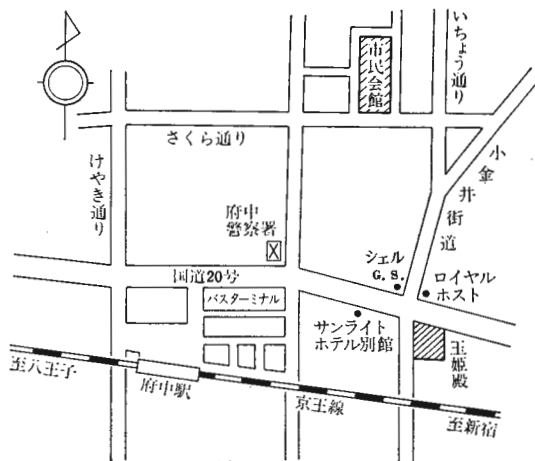 いちょう通り
市民会館
さくら通り
けやき通り
小金井街道
府中
警察署
シェル
G.S.
ロイヤル
ホスト
国道20号
バスターミナル
サンライト
ホテル別館
玉姫殿
至八王子
府中駅
京王線
至新宿